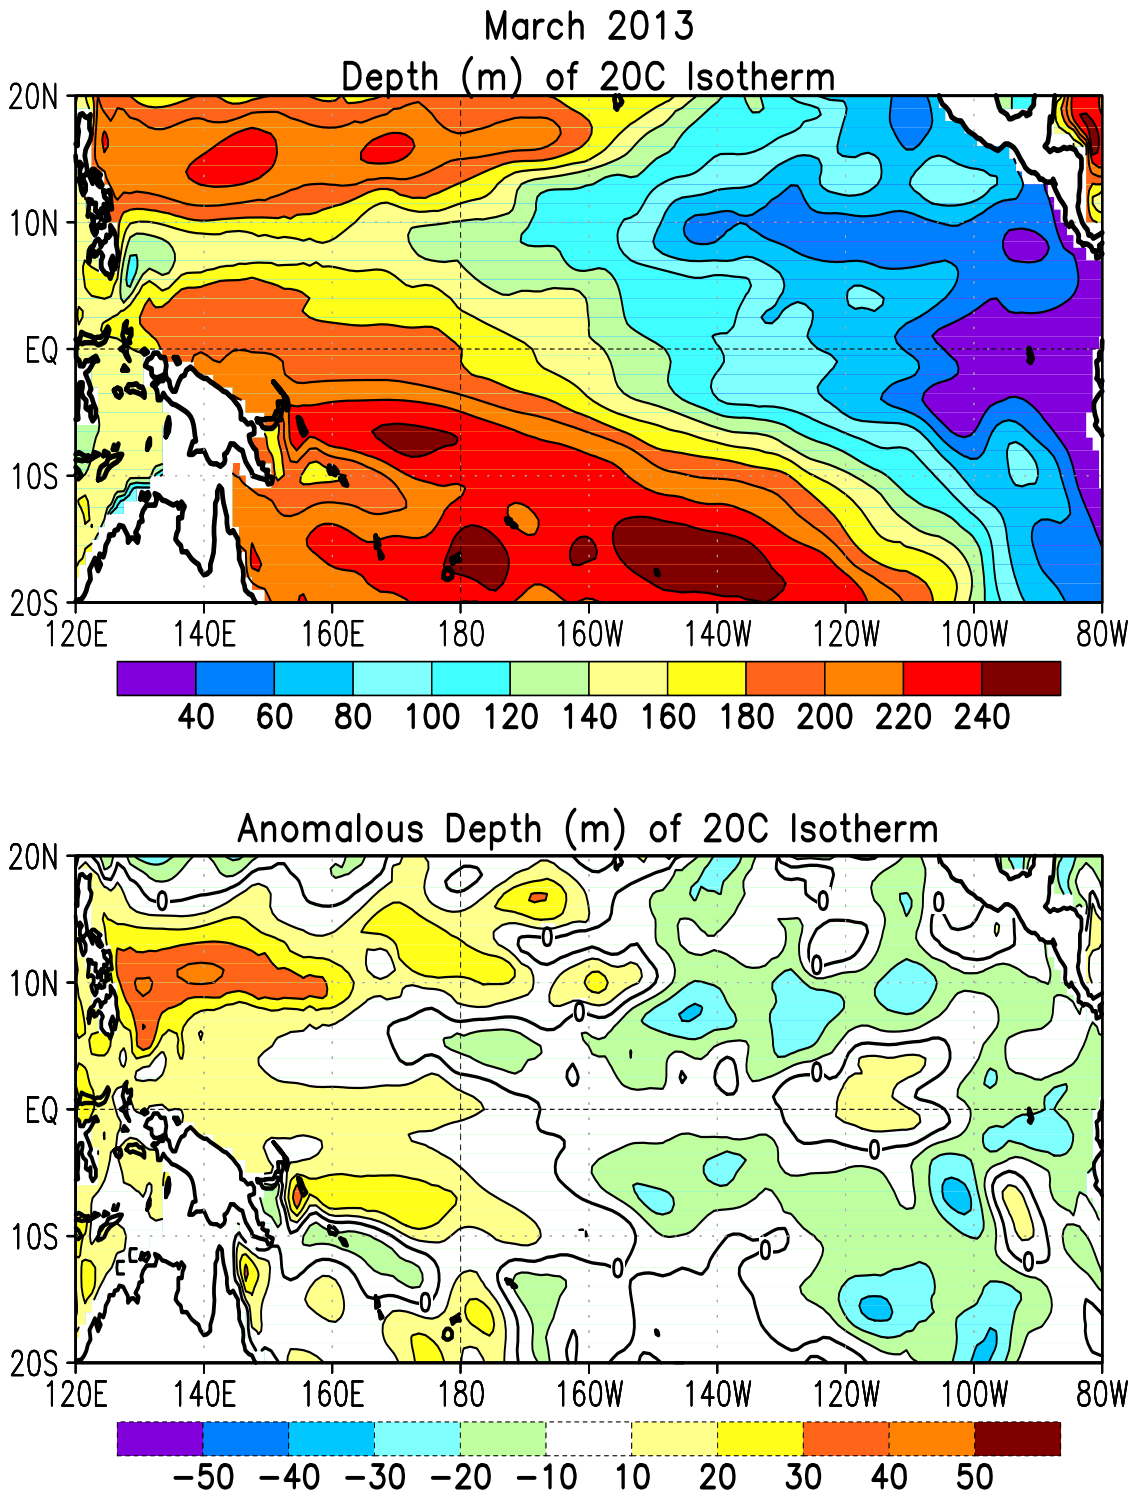 March 2013
Depth (m) of 20C Isotherm
20N
10N
EQ
10S
20S
120E 140E 160E 180 160W 140W 120W 100W 80W
40 60 80 100 120 140 160 180 200 220 240
Anomalous Depth (m) of 20C Isotherm
20N
0 0 0
0
10N 0
0
0
EQ
0
10S 0
0 0
0
20S
120E 140E 160E 180 160W 140W 120W 100W 80W
-50 -40 -30 -20 -10 10 20 30 40 50